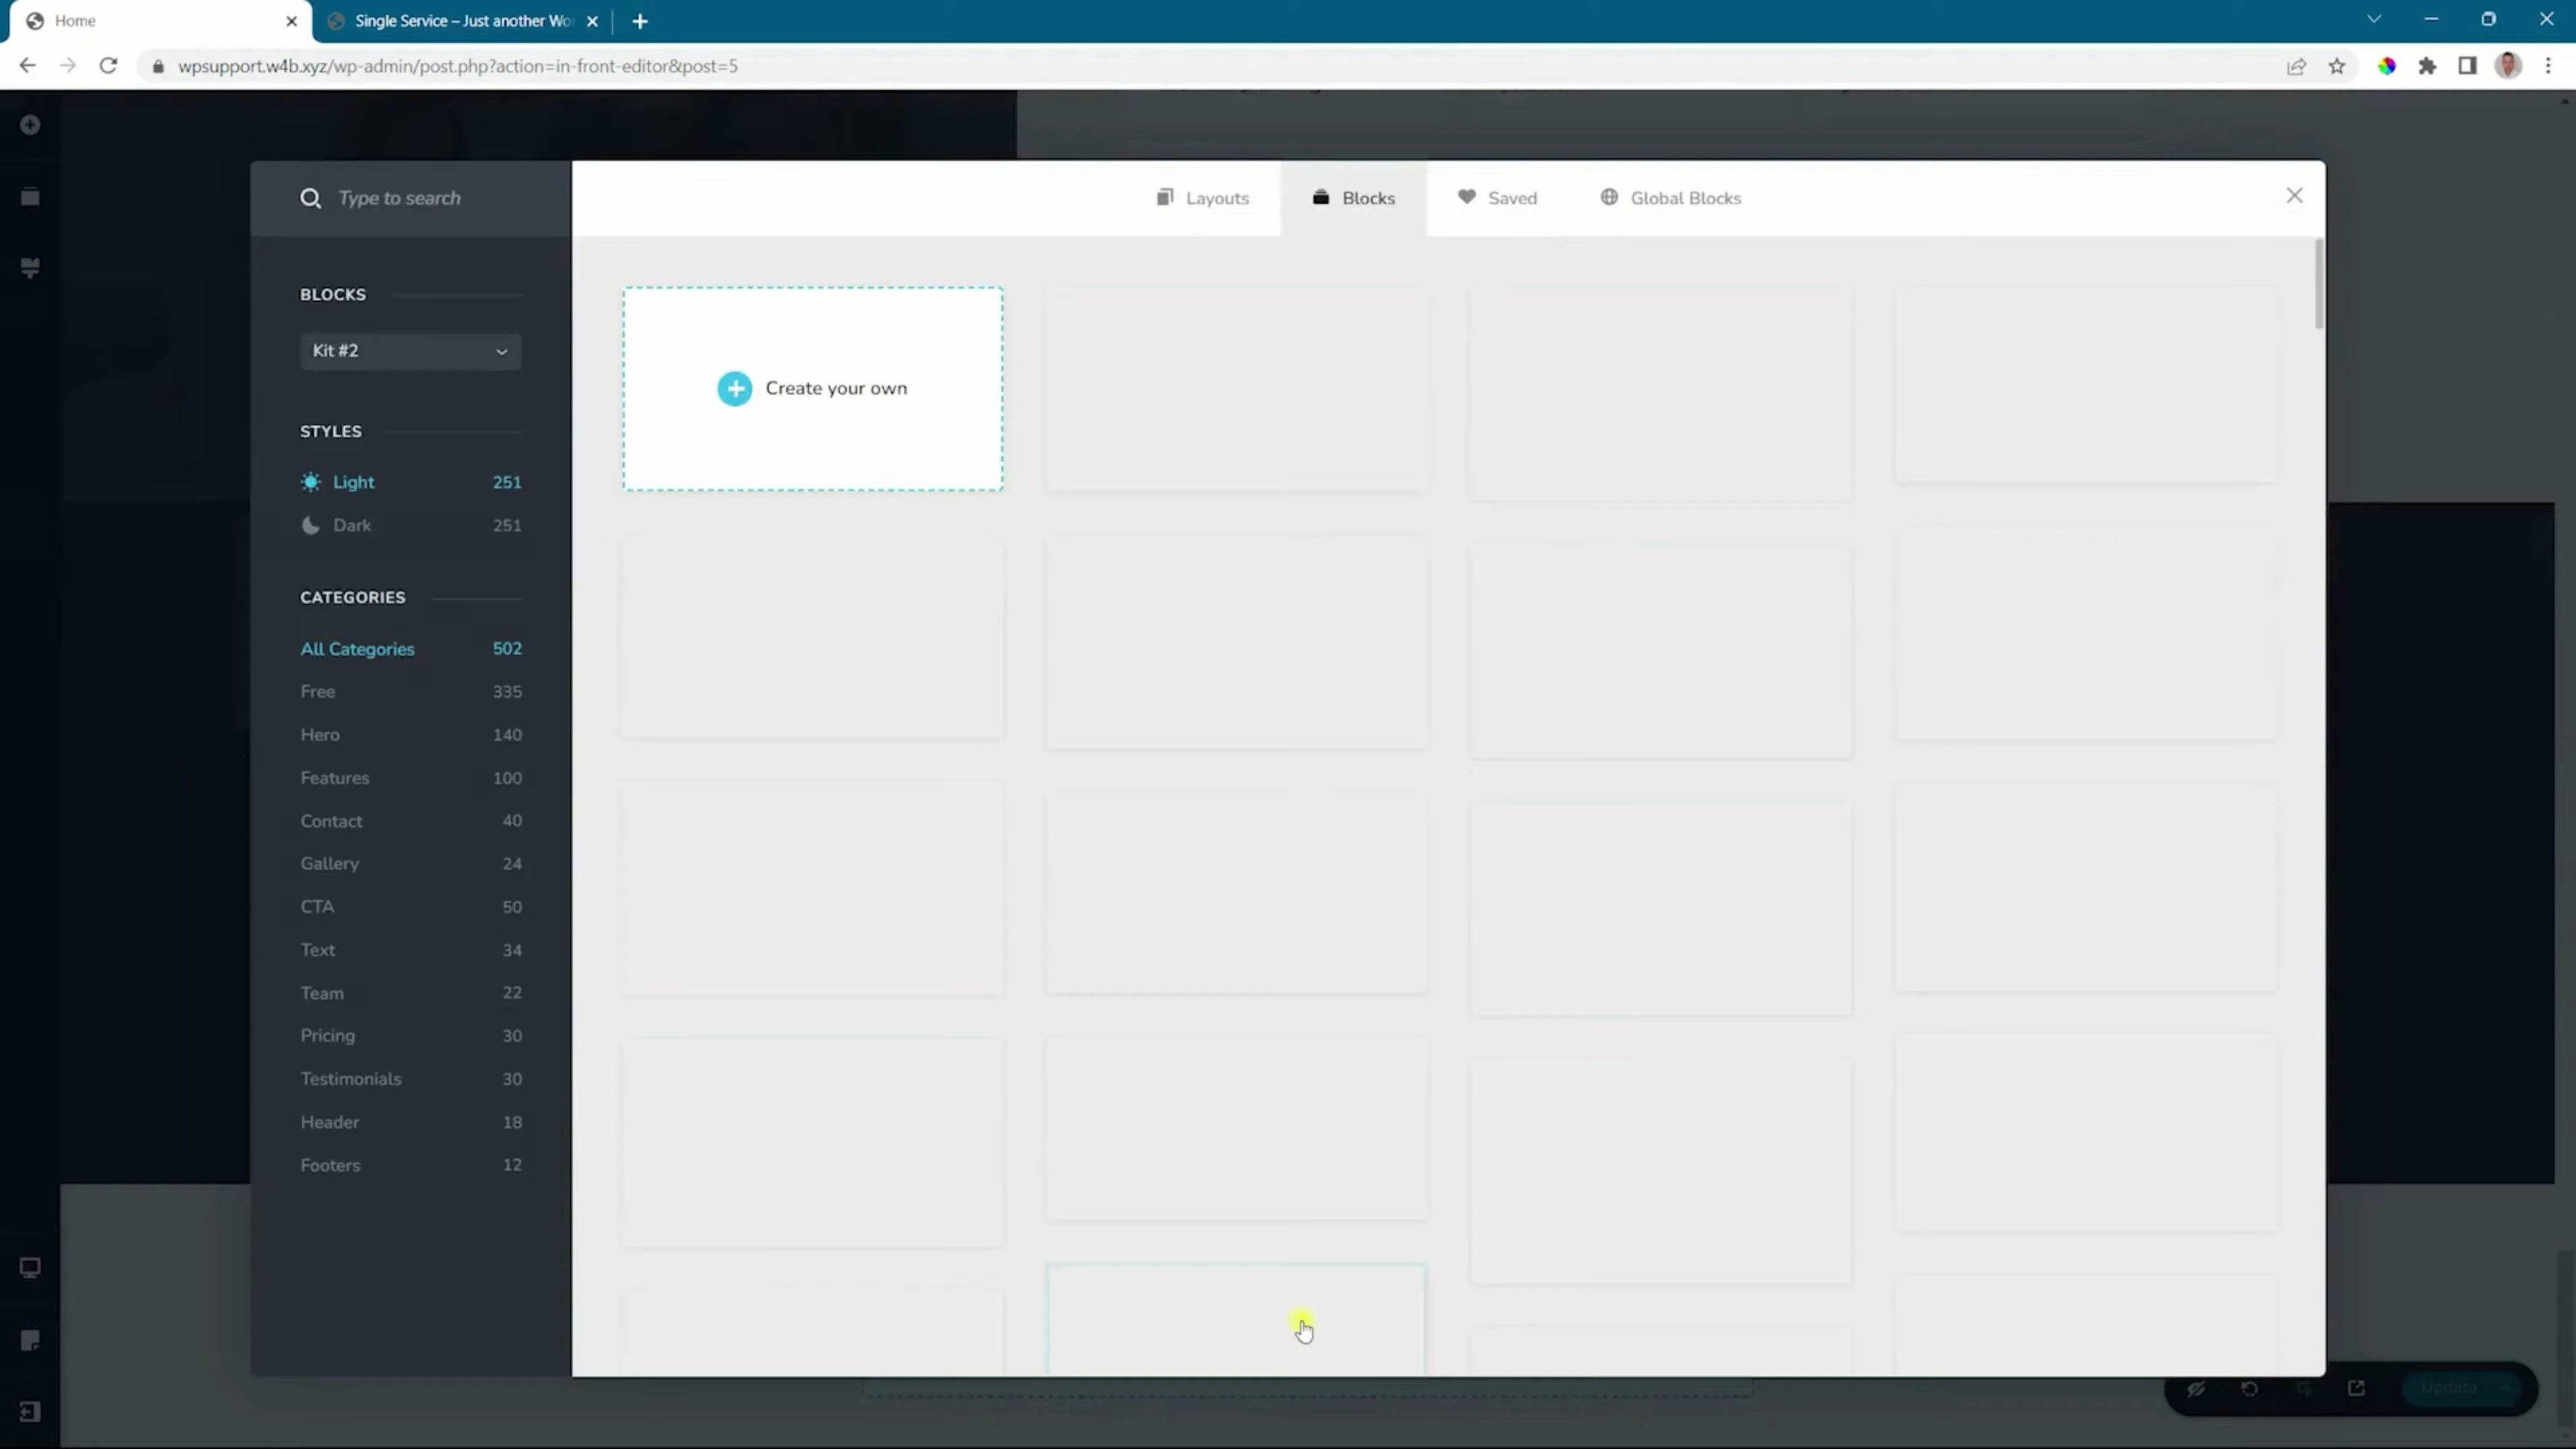 Home
Single Service – Just another Wo
wpsupport.w4b.xyz/wp-admin/post.php?action=in-front-editor&post=5
Type to search
Layouts
Blocks
Saved
Global Blocks
BLOCKS
Kit #2
STYLES
Light 251
Dark 251
CATEGORIES
All Categories 502
Free 335
Hero 140
Features 100
Contact 40
Gallery 24
CTA 50
Text 34
Team 22
Pricing 30
Testimonials 30
Header 18
Footers 12
Create your own
Update